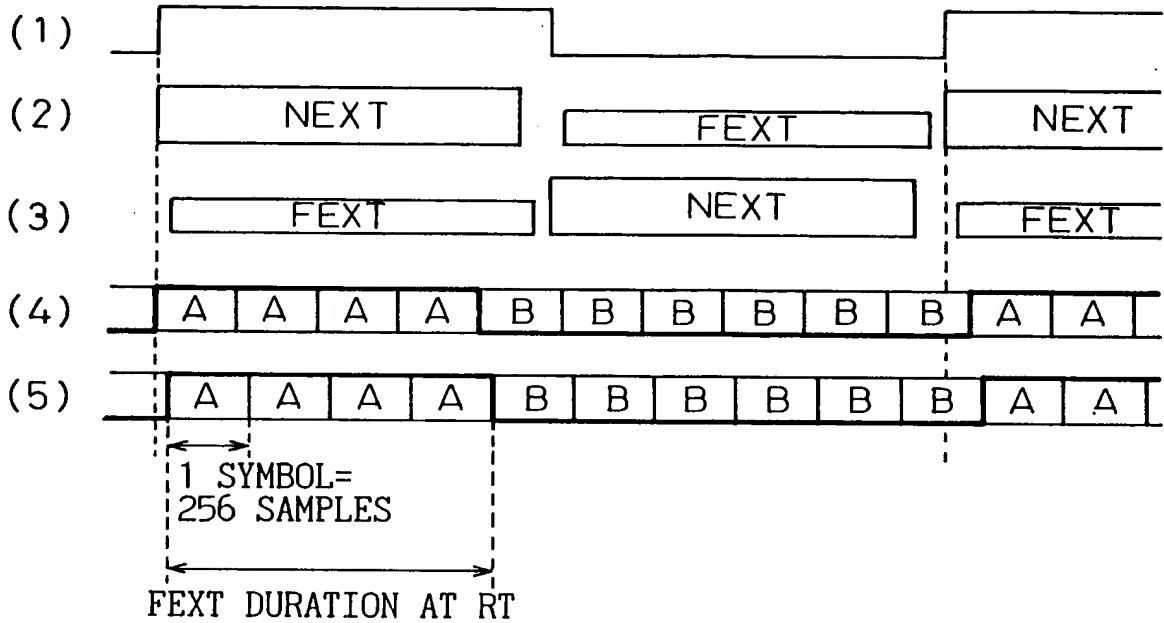 (1)
(2) NEXT FEXT NEXT
(3) FEXT NEXT FEXT
(4) A A A A B B B B B B A A
(5) A A A A B B B B B B A A
1 SYMBOL=
256 SAMPLES
FEXT DURATION AT RT